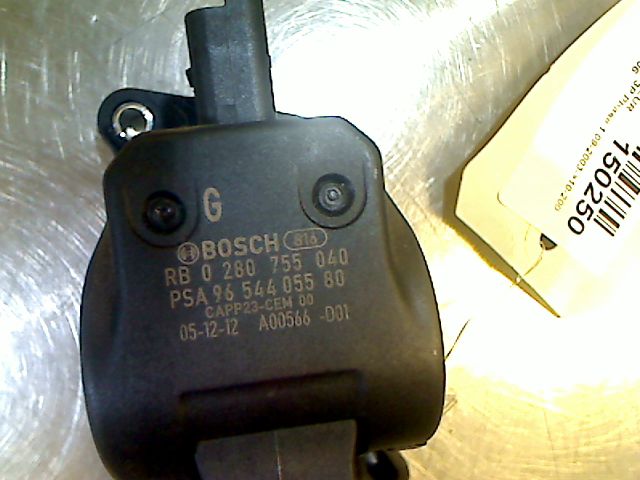 G
BOSCH 816
RB 0 280 755 040
PSA 96 544 055 80
CAPP23-CEM 00
05-12-12 A00566 -D01
150250